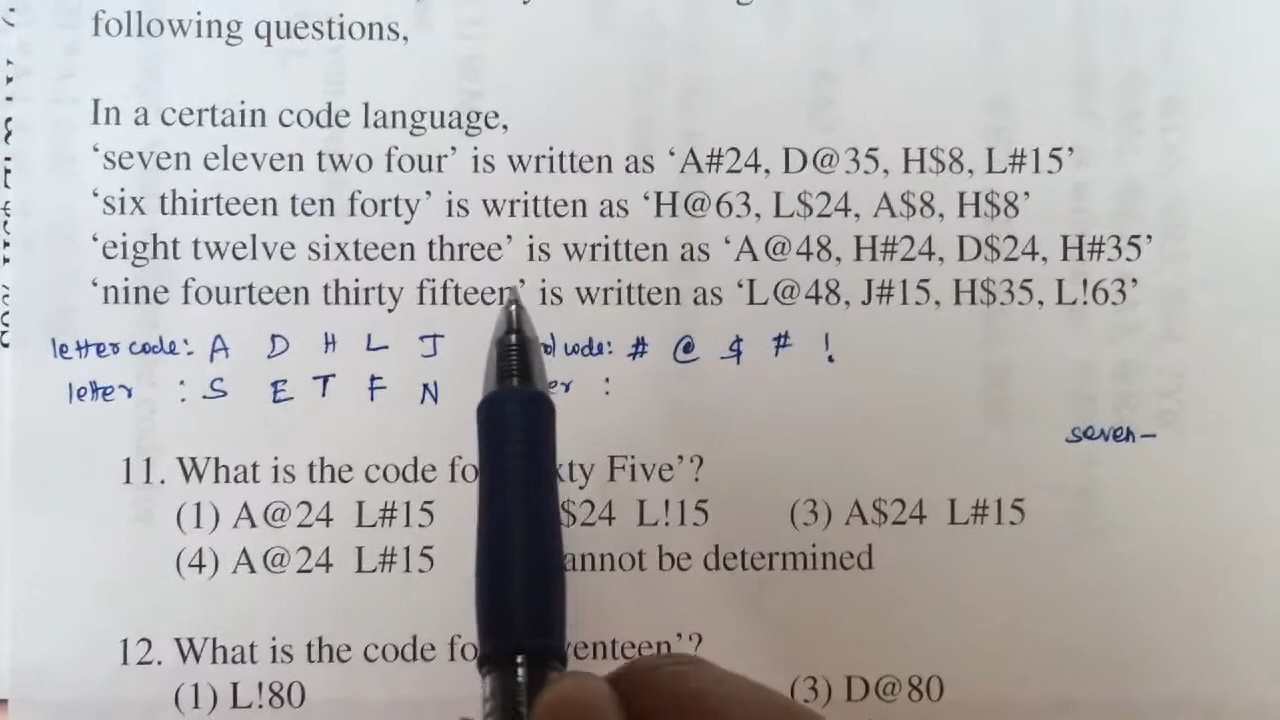 following questions,
In a certain code language,
‘seven eleven two four’ is written as ‘A#24, D@35, H$8, L#15’
‘six thirteen ten forty’ is written as ‘H@63, L$24, A$8, H$8’
‘eight twelve sixteen three’ is written as ‘A@48, H#24, D$24, H#35’
‘nine fourteen thirty fifteen’ is written as ‘L@48, J#15, H$35, L!63’
letter code: A D H L J code: # @ $ # !
letter : S E T F N er :
seven-
11. What is the code fo ty Five’?
(1) A@24 L#15 $24 L!15 (3) A$24 L#15
(4) A@24 L#15 annot be determined
12. What is the code fo enteen’?
(1) L!80 (3) D@80